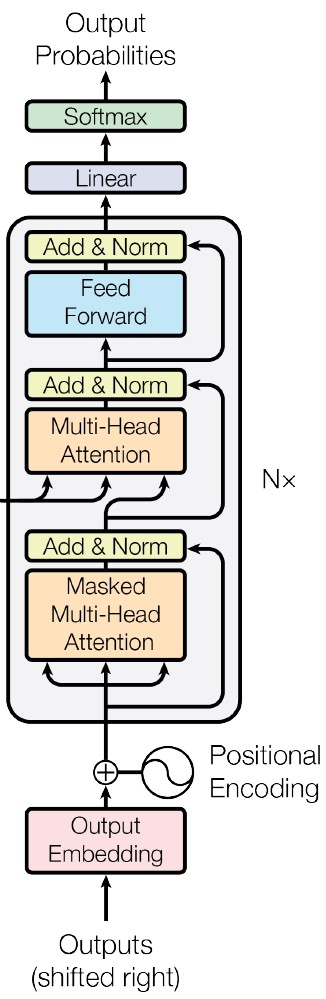 Output
Probabilities
Softmax
Linear
Add & Norm
Feed
Forward
Add & Norm
Multi-Head
Attention
N×
Add & Norm
Masked
Multi-Head
Attention
Positional
Encoding
Output
Embedding
Outputs
(shifted right)